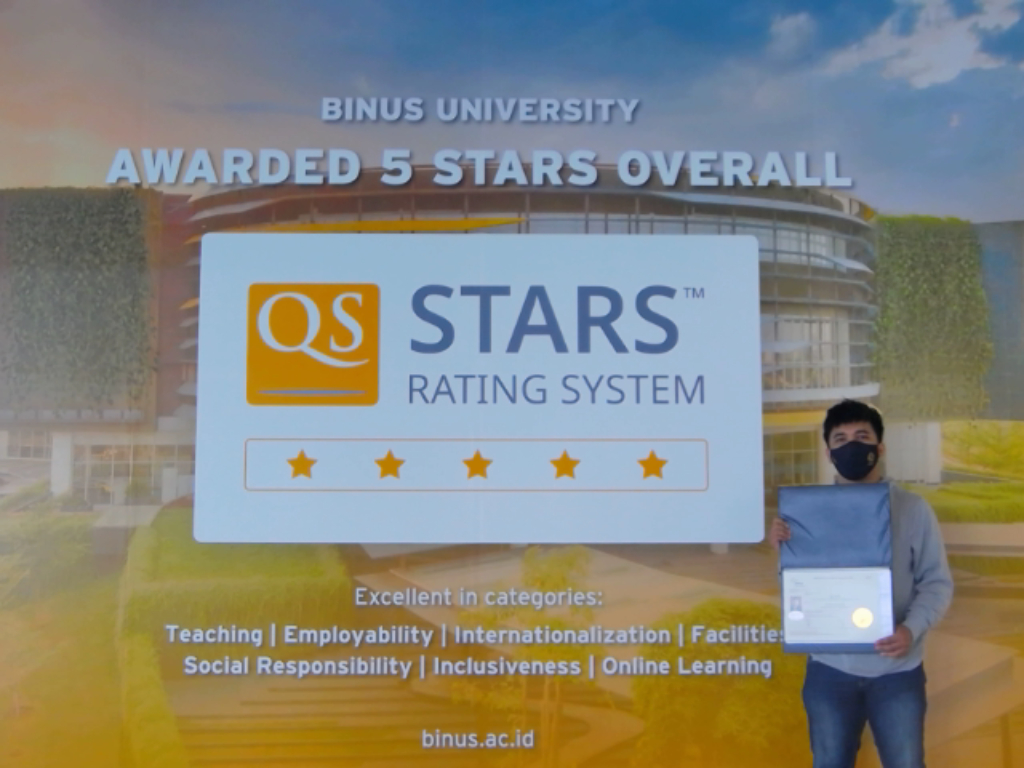 BINUS UNIVERSITY
AWARDED 5 STARS OVERALL
QS
STARS™
RATING SYSTEM
Excellent in categories:
Teaching | Employability | Internationalization | Facilities
Social Responsibility | Inclusiveness | Online Learning
binus.ac.id